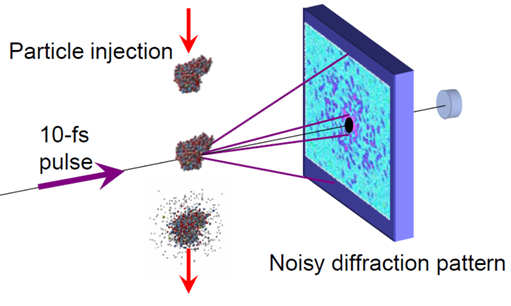 Particle injection
10-fs
pulse
Noisy diffraction pattern